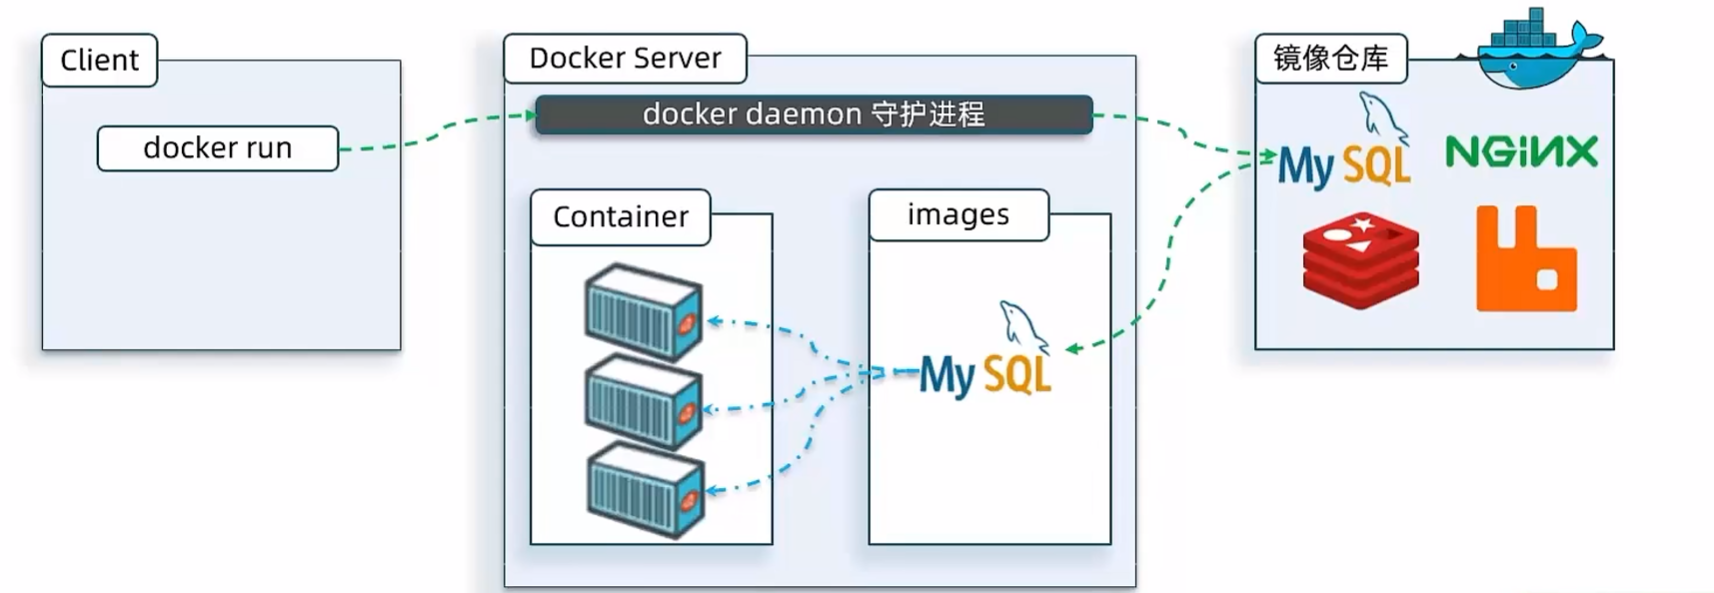 Client
docker run
Docker Server
docker daemon 守护进程
Container
images
MySQL
镜像仓库
MySQL
NGiNX